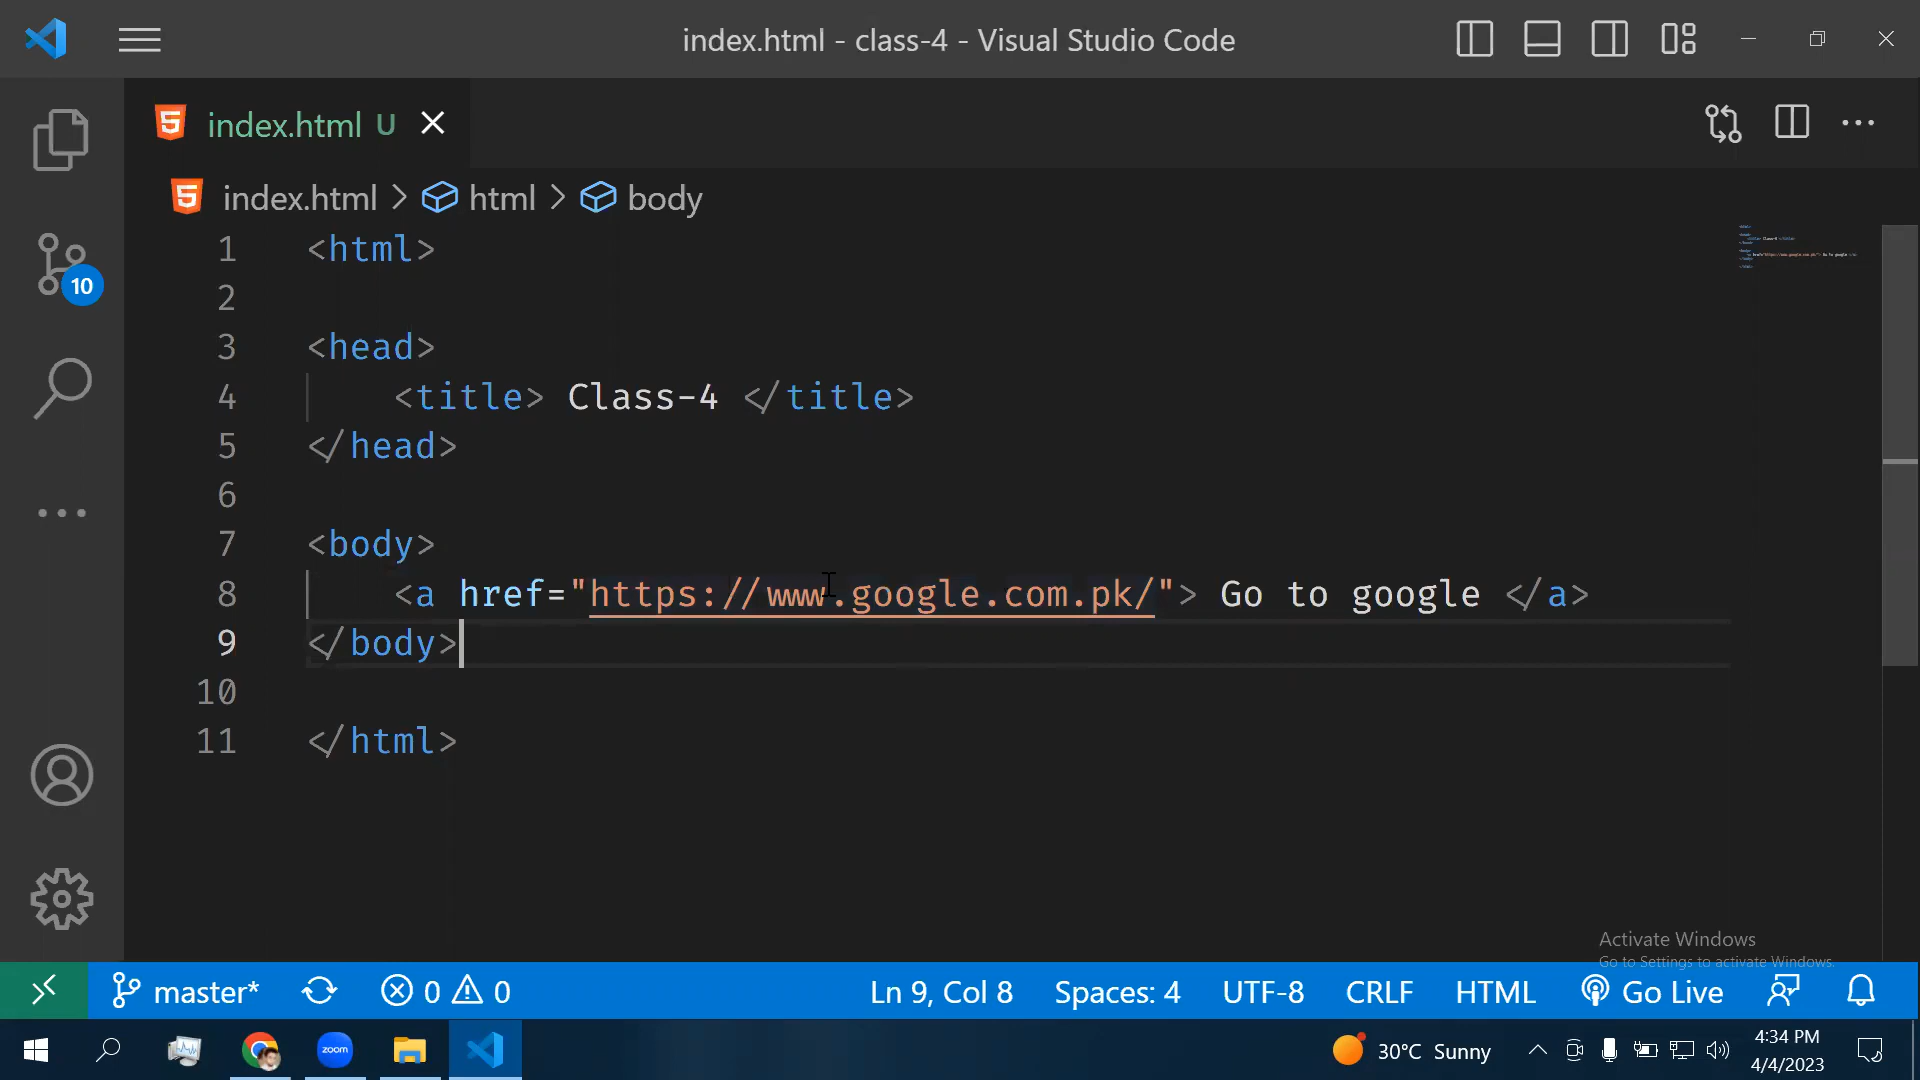 index.html - class-4 - Visual Studio Code
index.html U
index.html > html > body
1 <html>
2
3 <head>
4 <title> Class-4 </title>
5 </head>
6
7 <body>
8 <a href="https://www.google.com.pk/"> Go to google </a>
9 </body>
10
11 </html>
10
Activate Windows
Go to Settings to activate Windows.
master* 0 0 Ln 9, Col 8 Spaces: 4 UTF-8 CRLF HTML Go Live
zoom
30°C Sunny
4:34 PM
4/4/2023